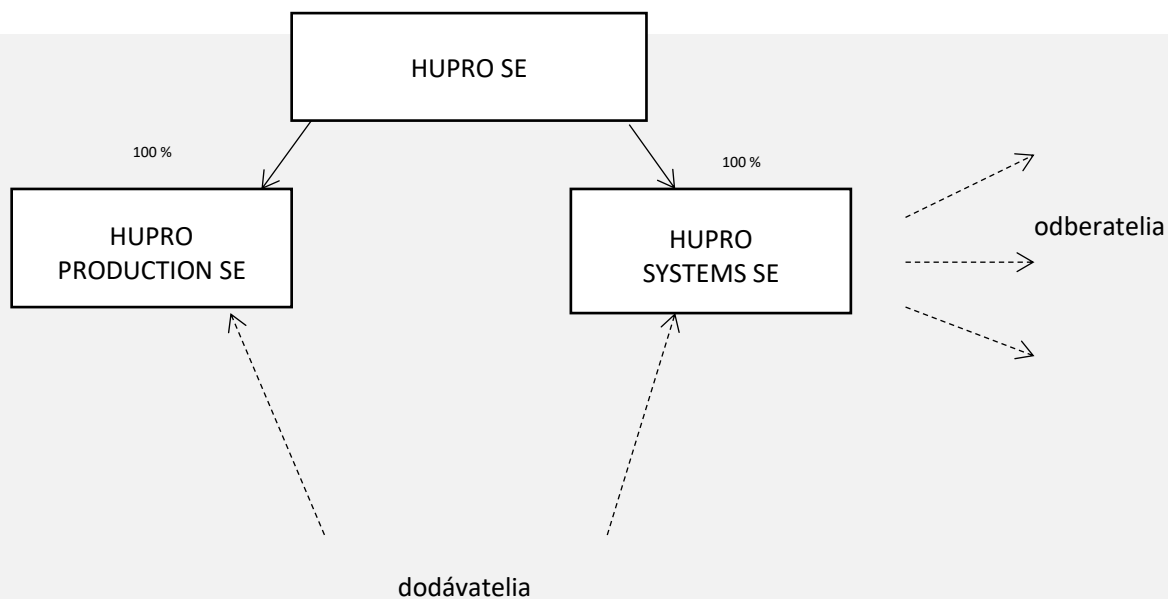 HUPRO SE
100 %
100 %
HUPRO
PRODUCTION SE
HUPRO
SYSTEMS SE
odberatelia
dodávatelia